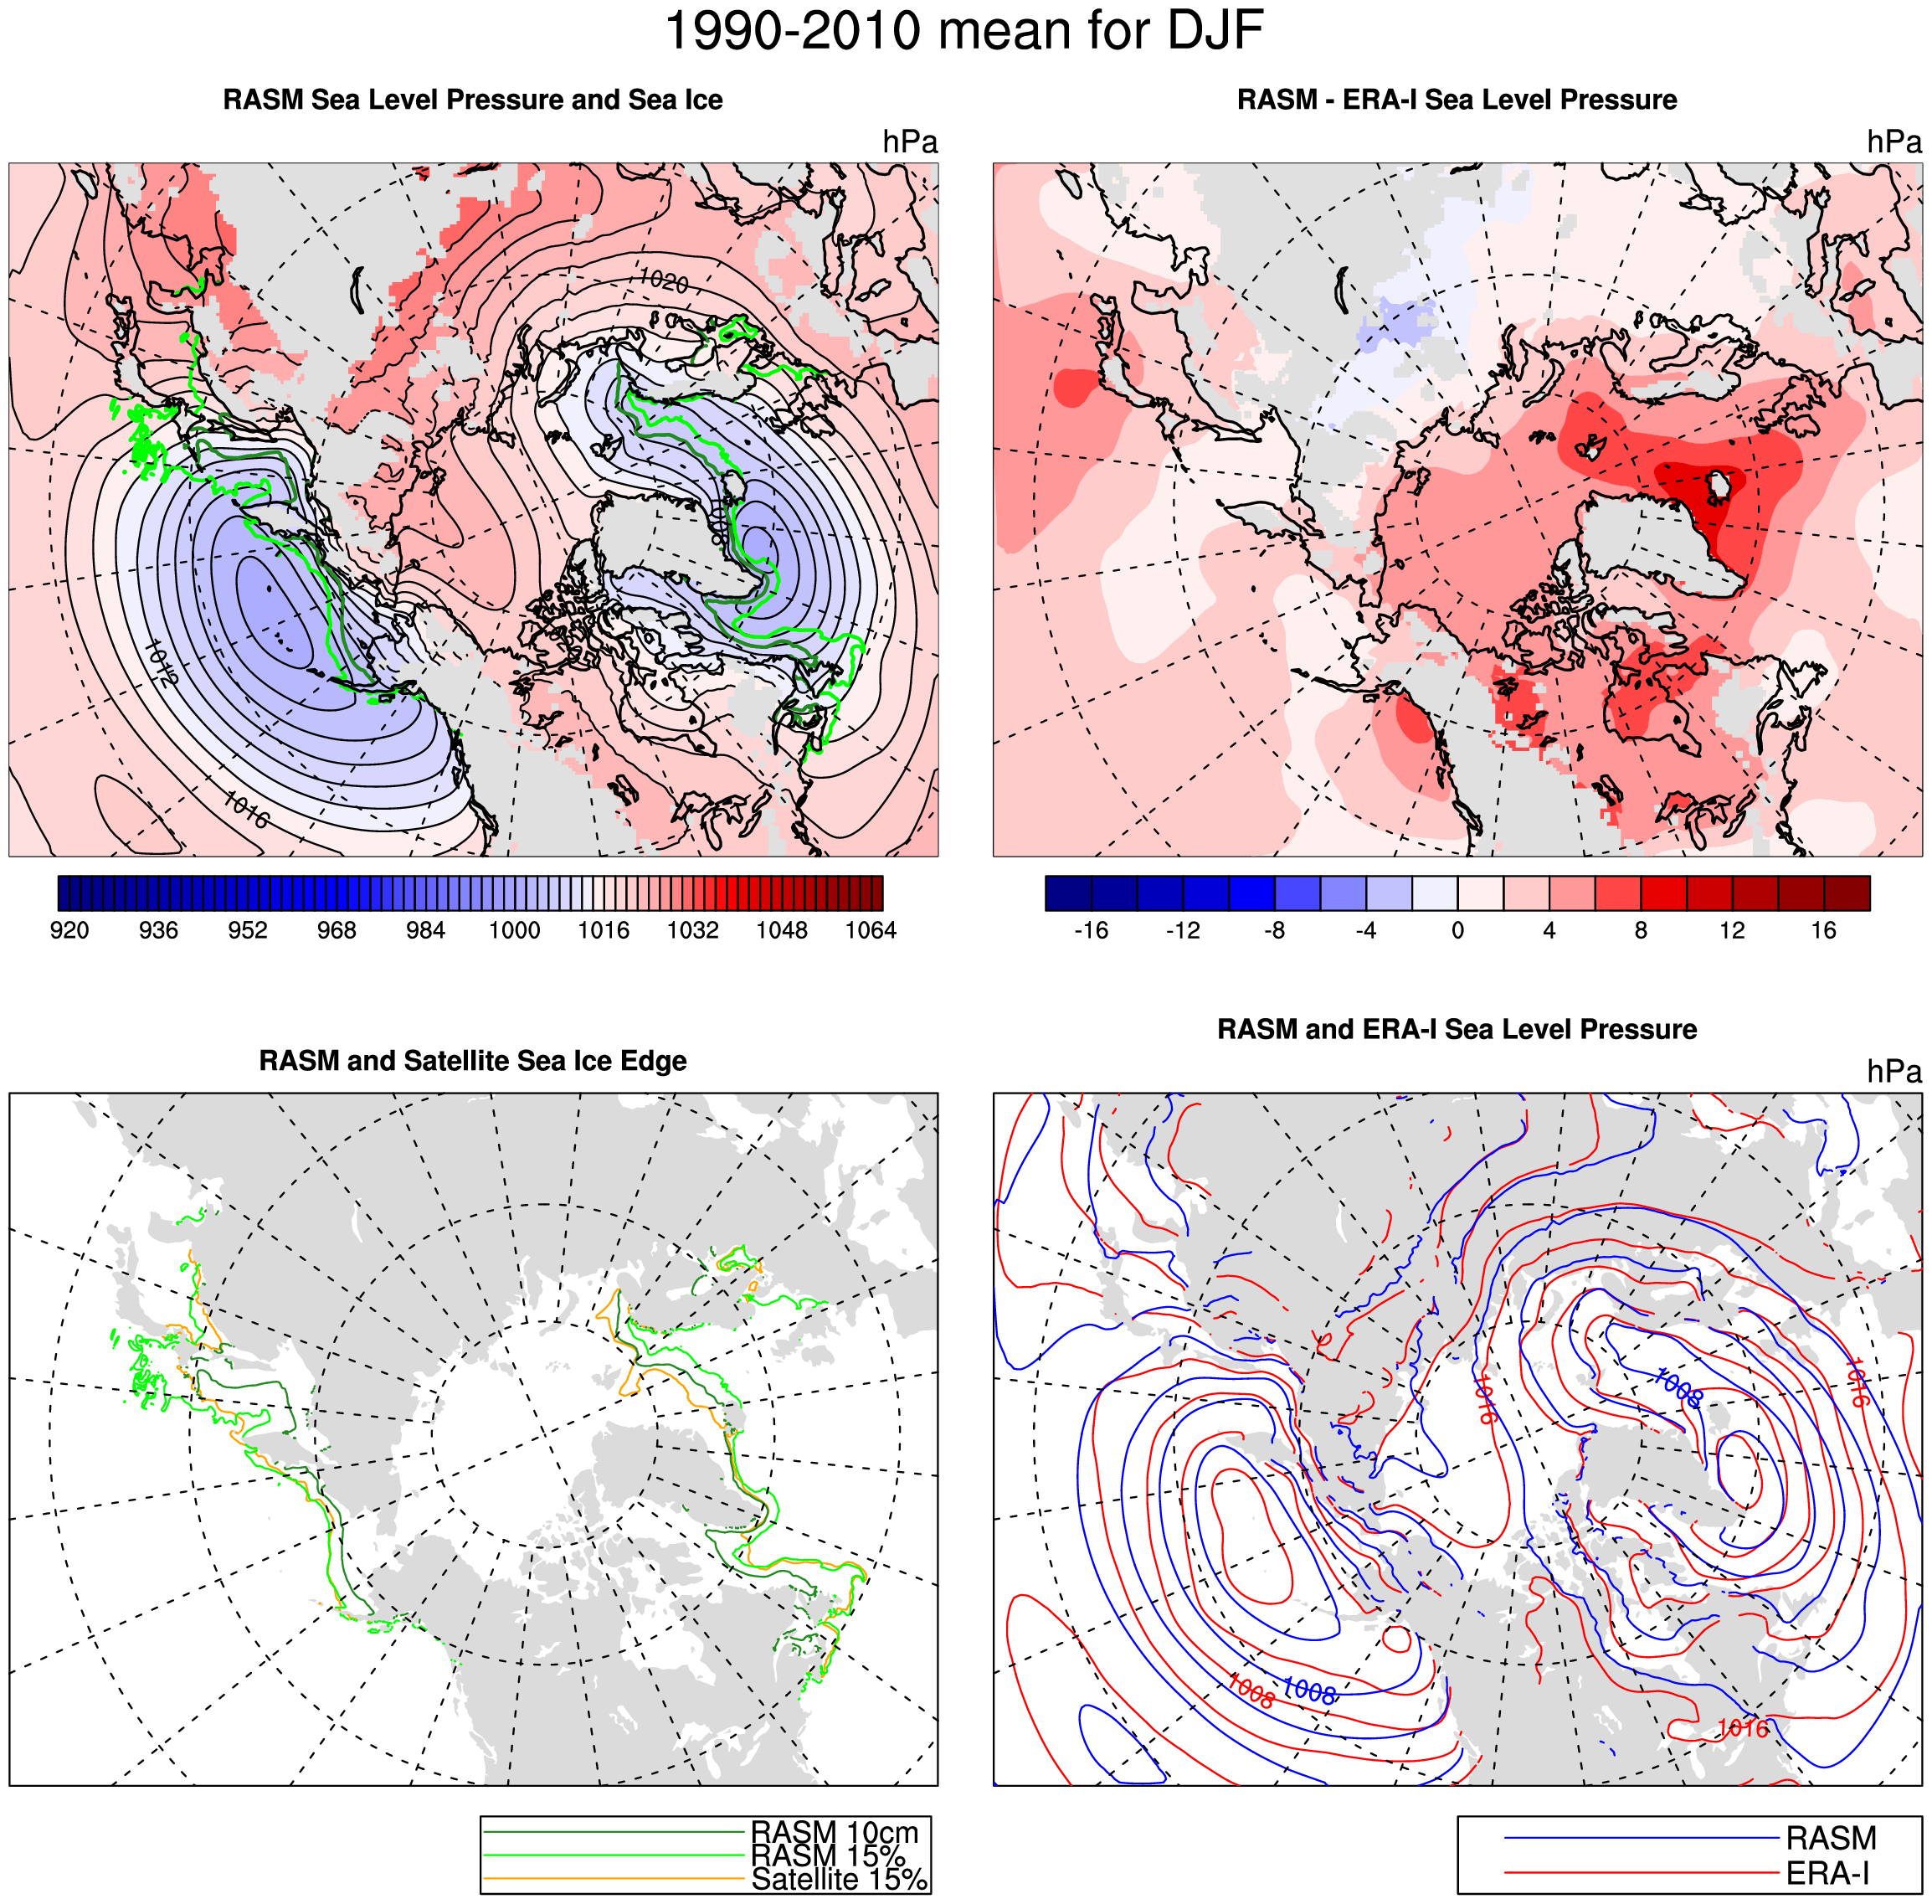 1990-2010 mean for DJF
RASM Sea Level Pressure and Sea Ice
hPa
1020
1008
1012
1016
920 936 952 968 984 1000 1016 1032 1048 1064
RASM - ERA-I Sea Level Pressure
hPa
-16 -12 -8 -4 0 4 8 12 16
RASM and Satellite Sea Ice Edge
RASM 10cm
RASM 15%
Satellite 15%
RASM and ERA-I Sea Level Pressure
hPa
1016
1008
1016
1008
1008
1016
RASM
ERA-I